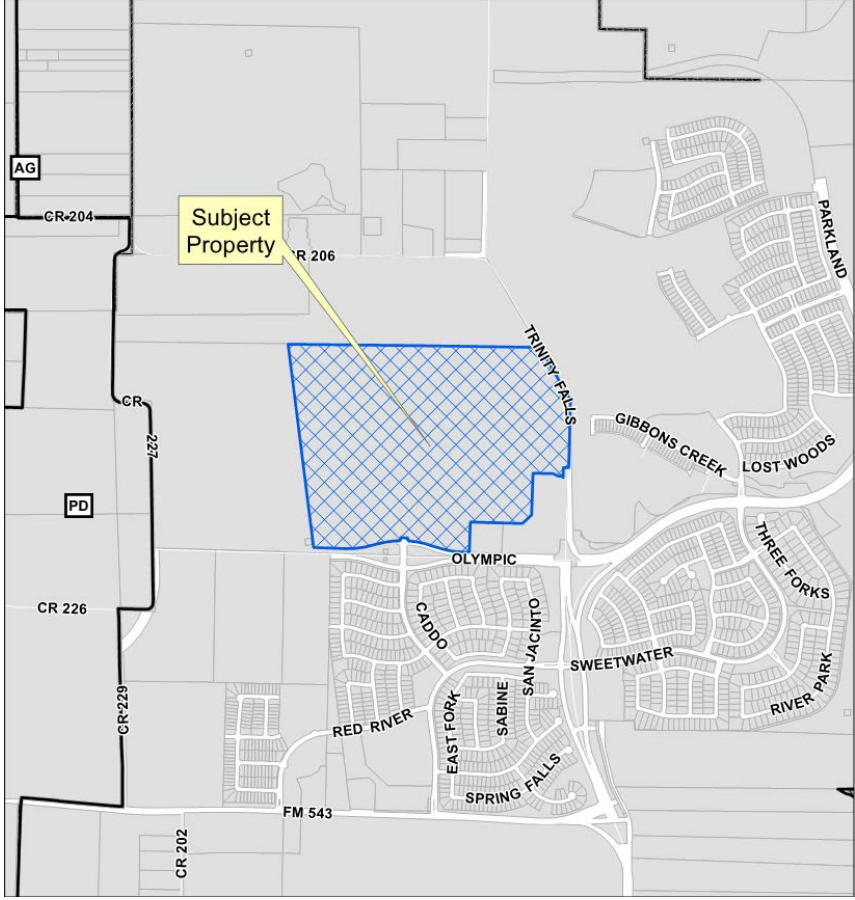 AG
CR 204
Subject
Property
R 206
PARKLAND
TRINITY FALLS
CR
227
GIBBONS CREEK
LOST WOODS
PD
OLYMPIC
THREE FORKS
CR 226
CADDO
SAN JACINTO
SWEETWATER
CR 229
RED RIVER
EAST FORK
SABINE
RIVER PARK
SPRING FALLS
FM 543
CR 202